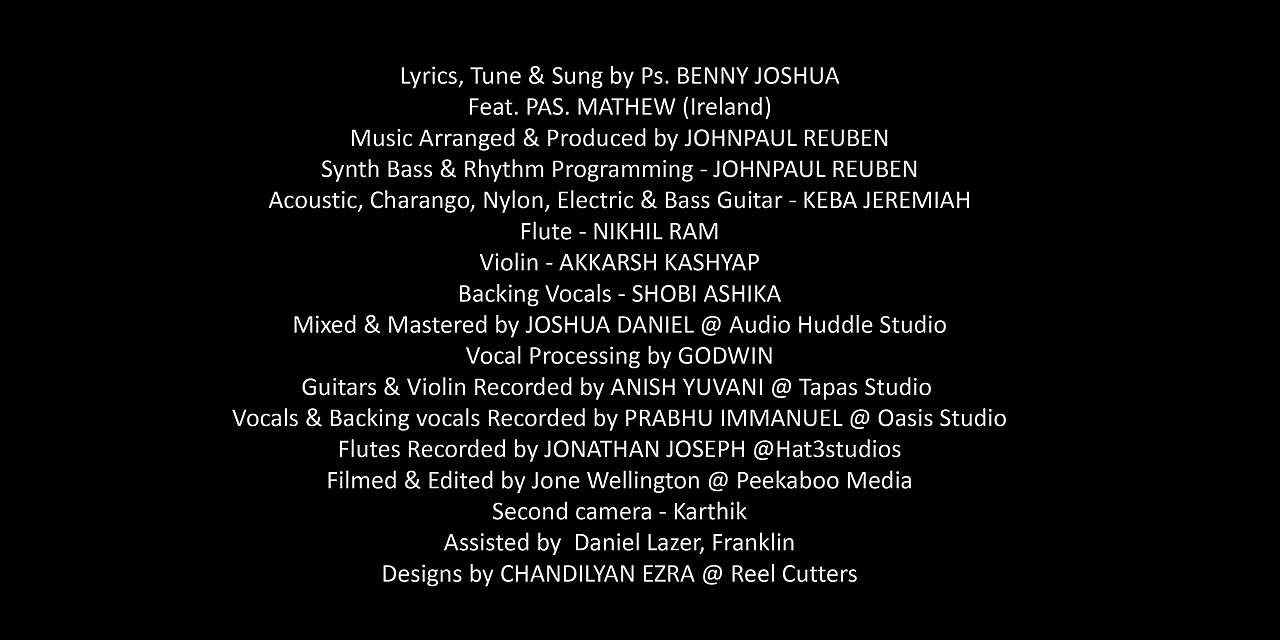 Lyrics, Tune & Sung by Ps. BENNY JOSHUA
Feat. PAS. MATHEW (Ireland)
Music Arranged & Produced by JOHNPAUL REUBEN
Synth Bass & Rhythm Programming - JOHNPAUL REUBEN
Acoustic, Charango, Nylon, Electric & Bass Guitar - KEBA JEREMIAH
Flute - NIKHIL RAM
Violin - AKKARSH KASHYAP
Backing Vocals - SHOBI ASHIKA
Mixed & Mastered by JOSHUA DANIEL @ Audio Huddle Studio
Vocal Processing by GODWIN
Guitars & Violin Recorded by ANISH YUVANI @ Tapas Studio
Vocals & Backing vocals Recorded by PRABHU IMMANUEL @ Oasis Studio
Flutes Recorded by JONATHAN JOSEPH @Hat3studios
Filmed & Edited by Jone Wellington @ Peekaboo Media
Second camera - Karthik
Assisted by  Daniel Lazer, Franklin
Designs by CHANDILYAN EZRA @ Reel Cutters